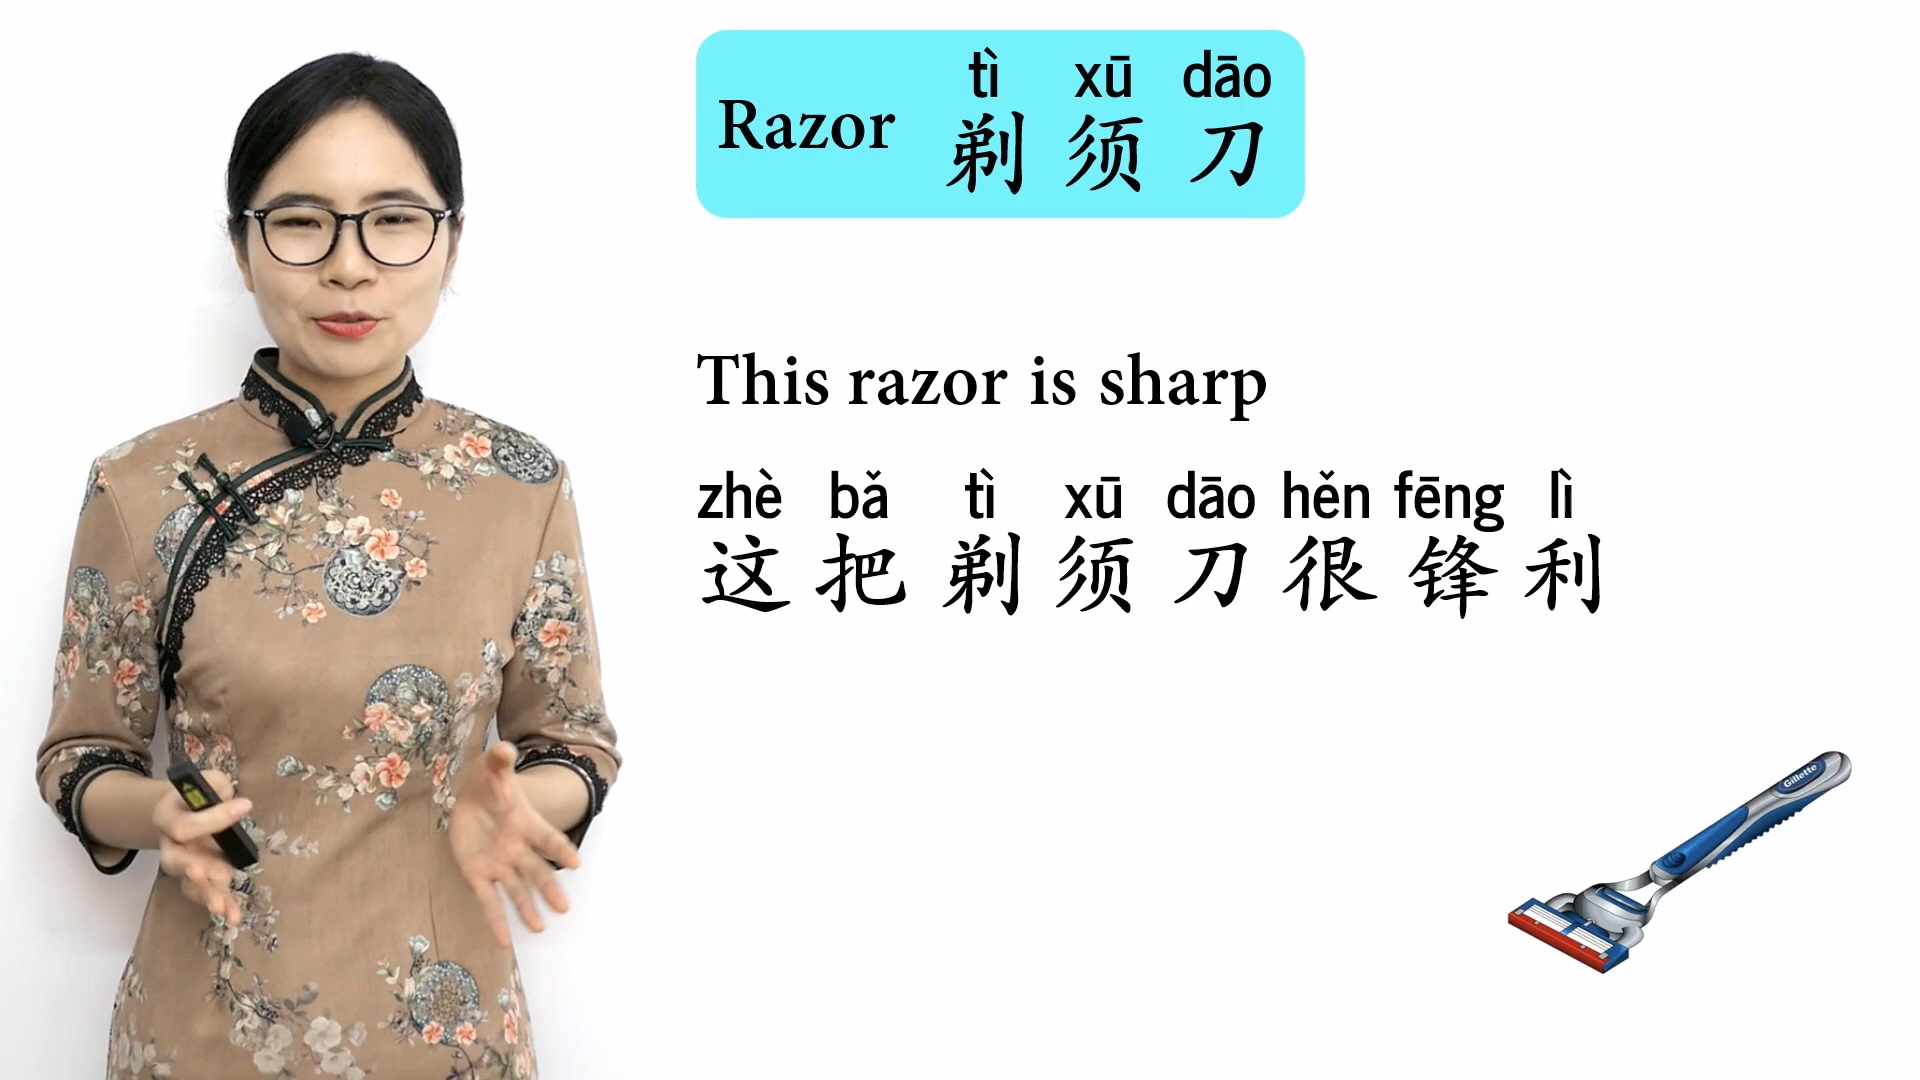 tì xū dāo
Razor 剃须刀
This razor is sharp
zhè bǎ tì xū dāo hěn fēng lì
这把剃须刀很锋利
Gillette